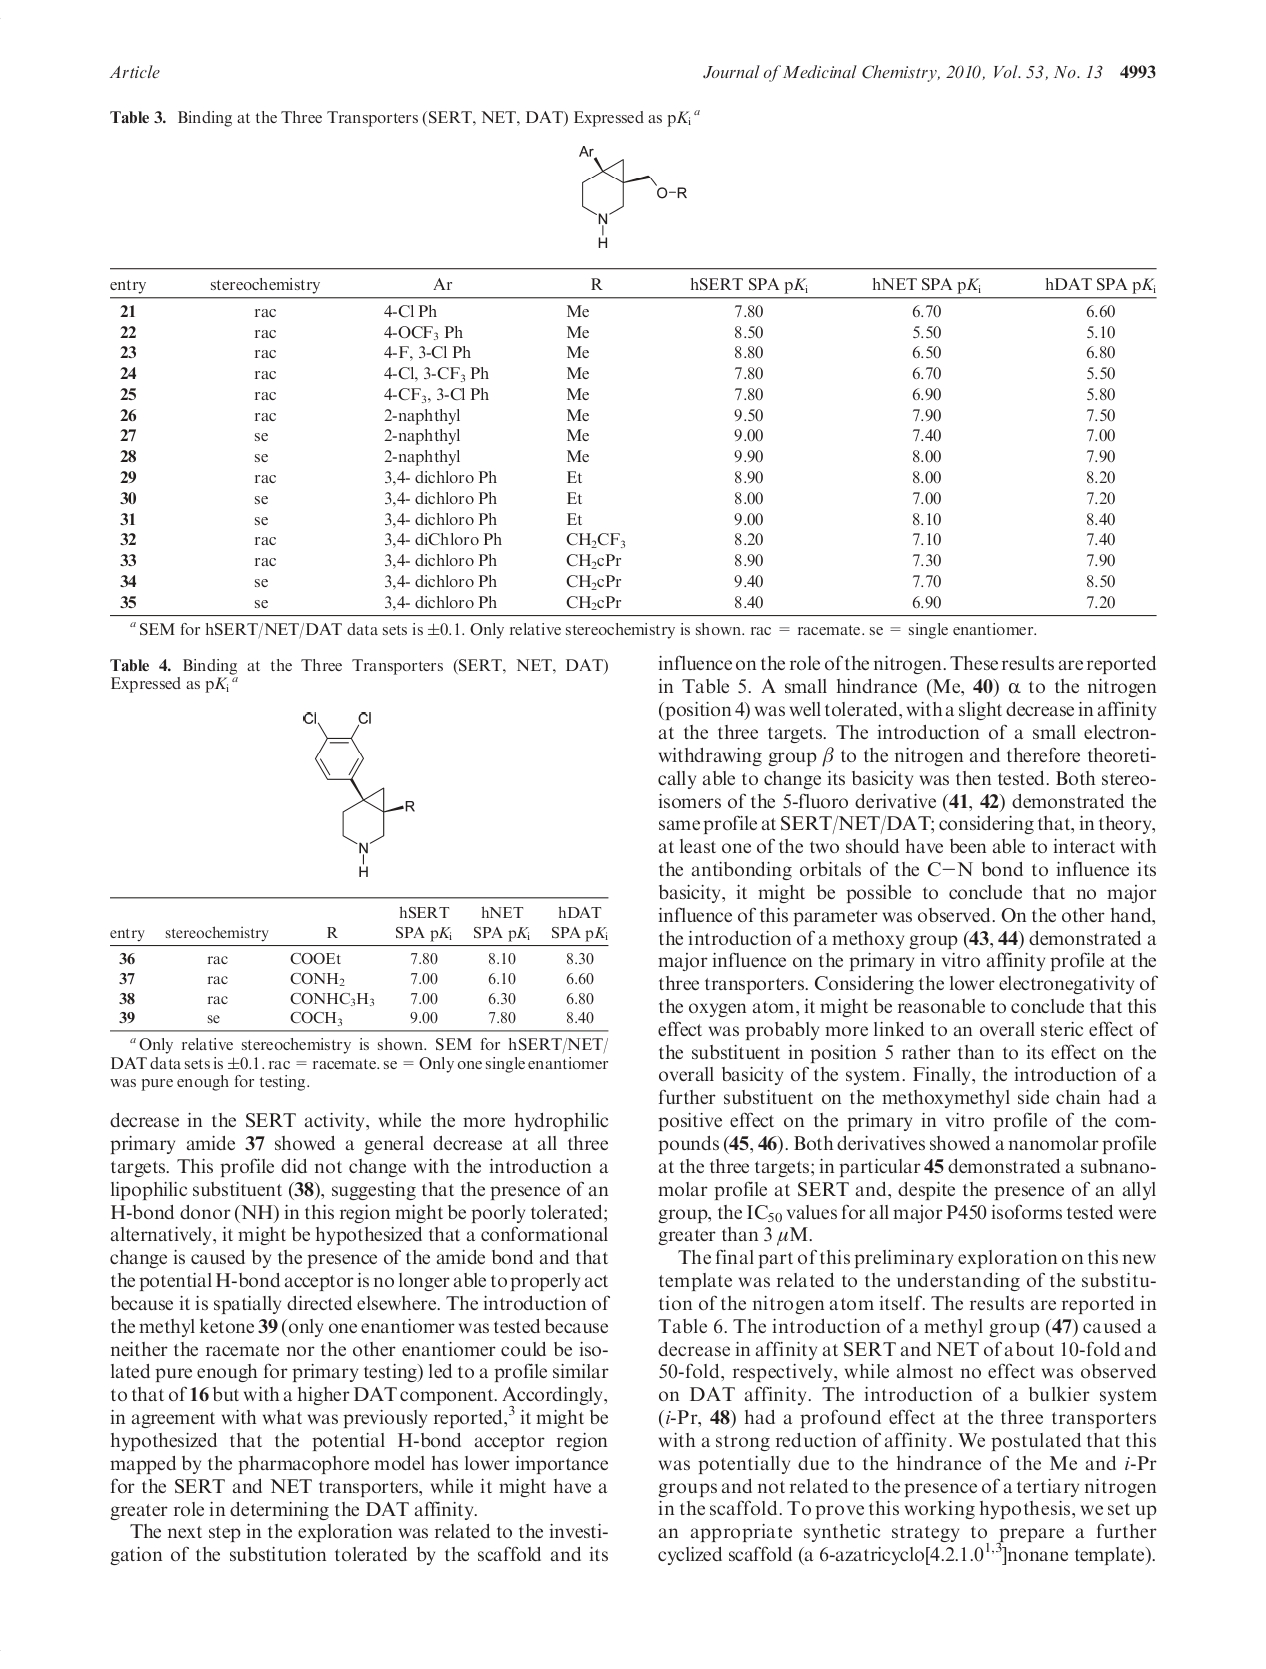 Article
Journal of Medicinal Chemistry, 2010, Vol. 53, No. 13 4993
Table 3. Binding at the Three Transporters (SERT, NET, DAT) Expressed as pKi a
Ar
O-R
N
H
entry stereochemistry Ar R hSERT SPA pKi hNET SPA pKi hDAT SPA pKi
21 rac 4-Cl Ph Me 7.80 6.70 6.60
22 rac 4-OCF3 Ph Me 8.50 5.50 5.10
23 rac 4-F, 3-Cl Ph Me 8.80 6.50 6.80
24 rac 4-Cl, 3-CF3 Ph Me 7.80 6.70 5.50
25 rac 4-CF3, 3-Cl Ph Me 7.80 6.90 5.80
26 rac 2-naphthyl Me 9.50 7.90 7.50
27 se 2-naphthyl Me 9.00 7.40 7.00
28 se 2-naphthyl Me 9.90 8.00 7.90
29 rac 3,4- dichloro Ph Et 8.90 8.00 8.20
30 se 3,4- dichloro Ph Et 8.00 7.00 7.20
31 se 3,4- dichloro Ph Et 9.00 8.10 8.40
32 rac 3,4- diChloro Ph CH2CF3 8.20 7.10 7.40
33 rac 3,4- dichloro Ph CH2cPr 8.90 7.30 7.90
34 se 3,4- dichloro Ph CH2cPr 9.40 7.70 8.50
35 se 3,4- dichloro Ph CH2cPr 8.40 6.90 7.20
a SEM for hSERT/NET/DAT data sets is ±0.1. Only relative stereochemistry is shown. rac = racemate. se = single enantiomer.
Table 4. Binding at the Three Transporters (SERT, NET, DAT)
Expressed as pKi a
Cl Cl
R
N
H
hSERT hNET hDAT
entry stereochemistry R SPA pKi SPA pKi SPA pKi
36 rac COOEt 7.80 8.10 8.30
37 rac CONH2 7.00 6.10 6.60
38 rac CONHC3H3 7.00 6.30 6.80
39 se COCH3 9.00 7.80 8.40
a Only relative stereochemistry is shown. SEM for hSERT/NET/
DAT data sets is ±0.1. rac = racemate. se = Only one single enantiomer
was pure enough for testing.
decrease in the SERT activity, while the more hydrophilic
primary amide 37 showed a general decrease at all three
targets. This profile did not change with the introduction a
lipophilic substituent (38), suggesting that the presence of an
H-bond donor (NH) in this region might be poorly tolerated;
alternatively, it might be hypothesized that a conformational
change is caused by the presence of the amide bond and that
the potential H-bond acceptor is no longer able to properly act
because it is spatially directed elsewhere. The introduction of
the methyl ketone 39 (only one enantiomer was tested because
neither the racemate nor the other enantiomer could be iso-
lated pure enough for primary testing) led to a profile similar
to that of 16 but with a higher DAT component. Accordingly,
in agreement with what was previously reported,3 it might be
hypothesized that the potential H-bond acceptor region
mapped by the pharmacophore model has lower importance
for the SERT and NET transporters, while it might have a
greater role in determining the DAT affinity.
The next step in the exploration was related to the investi-
gation of the substitution tolerated by the scaffold and its
influence on the role of the nitrogen. These results are reported
in Table 5. A small hindrance (Me, 40) α to the nitrogen
(position 4) was well tolerated, with a slight decrease in affinity
at the three targets. The introduction of a small electron-
withdrawing group β to the nitrogen and therefore theoreti-
cally able to change its basicity was then tested. Both stereo-
isomers of the 5-fluoro derivative (41, 42) demonstrated the
same profile at SERT/NET/DAT; considering that, in theory,
at least one of the two should have been able to interact with
the antibonding orbitals of the C−N bond to influence its
basicity, it might be possible to conclude that no major
influence of this parameter was observed. On the other hand,
the introduction of a methoxy group (43, 44) demonstrated a
major influence on the primary in vitro affinity profile at the
three transporters. Considering the lower electronegativity of
the oxygen atom, it might be reasonable to conclude that this
effect was probably more linked to an overall steric effect of
the substituent in position 5 rather than to its effect on the
overall basicity of the system. Finally, the introduction of a
further substituent on the methoxymethyl side chain had a
positive effect on the primary in vitro profile of the com-
pounds (45, 46). Both derivatives showed a nanomolar profile
at the three targets; in particular 45 demonstrated a subnano-
molar profile at SERT and, despite the presence of an allyl
group, the IC50 values for all major P450 isoforms tested were
greater than 3 μM.
The final part of this preliminary exploration on this new
template was related to the understanding of the substitu-
tion of the nitrogen atom itself. The results are reported in
Table 6. The introduction of a methyl group (47) caused a
decrease in affinity at SERT and NET of about 10-fold and
50-fold, respectively, while almost no effect was observed
on DAT affinity. The introduction of a bulkier system
(i-Pr, 48) had a profound effect at the three transporters
with a strong reduction of affinity. We postulated that this
was potentially due to the hindrance of the Me and i-Pr
groups and not related to the presence of a tertiary nitrogen
in the scaffold. To prove this working hypothesis, we set up
an appropriate synthetic strategy to prepare a further
cyclized scaffold (a 6-azatricyclo[4.2.1.01,3]nonane template).